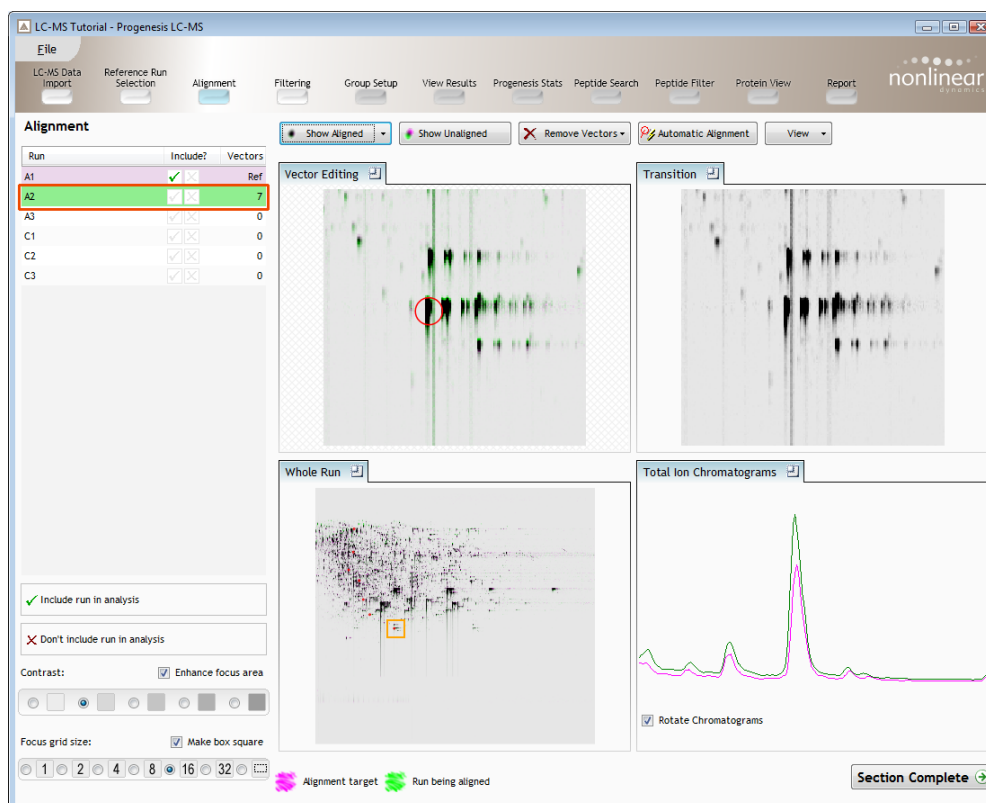 LC-MS Tutorial - Progenesis LC-MS
File
LC-MS Data
Import
Reference Run
Selection
Alignment
Filtering
Group Setup
View Results
Progenesis Stats
Peptide Search
Peptide Filter
Protein View
Report
nonlinear
dynamics
Alignment
Show Aligned
Show Unaligned
Remove Vectors
Automatic Alignment
View
Run Include? Vectors
A1 Ref
A2 7
A3 0
C1 0
C2 0
C3 0
Vector Editing
Transition
Whole Run
Total Ion Chromatograms
Include run in analysis
Don't include run in analysis
Contrast: Enhance focus area
Focus grid size: Make box square
1 2 4 8 16 32
Rotate Chromatograms
Alignment target Run being aligned
Section Complete